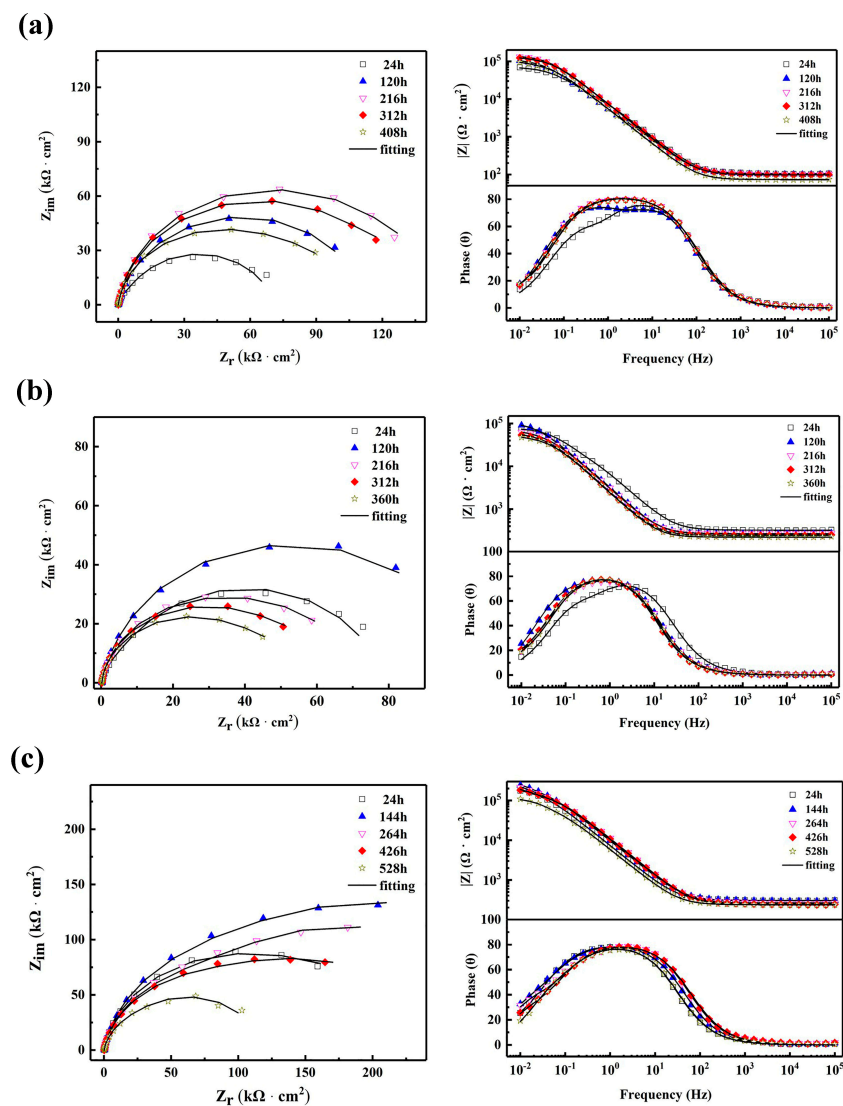 (a)
24h
120h
216h
312h
408h
fitting
Z_im (kΩ · cm²)
120
90
60
30
0
0 30 60 90 120
Z_r (kΩ · cm²)
24h
120h
216h
312h
408h
fitting
|Z| (Ω · cm²)
10⁵
10⁴
10³
10²
Phase (θ)
80
60
40
20
0
10⁻² 10⁻¹ 10⁰ 10¹ 10² 10³ 10⁴ 10⁵
Frequency (Hz)
(b)
24h
120h
216h
312h
360h
fitting
Z_im (kΩ · cm²)
80
60
40
20
0
0 20 40 60 80
Z_r (kΩ · cm²)
24h
120h
216h
312h
360h
fitting
|Z| (Ω · cm²)
10⁵
10⁴
10³
100
Phase (θ)
80
60
40
20
0
10⁻² 10⁻¹ 10⁰ 10¹ 10² 10³ 10⁴ 10⁵
Frequency (Hz)
(c)
24h
144h
264h
426h
528h
fitting
Z_im (kΩ · cm²)
200
150
100
50
0
0 50 100 150 200
Z_r (kΩ · cm²)
24h
144h
264h
426h
528h
fitting
|Z| (Ω · cm²)
10⁵
10⁴
10³
100
Phase (θ)
80
60
40
20
0
10⁻² 10⁻¹ 10⁰ 10¹ 10² 10³ 10⁴ 10⁵
Frequency (Hz)